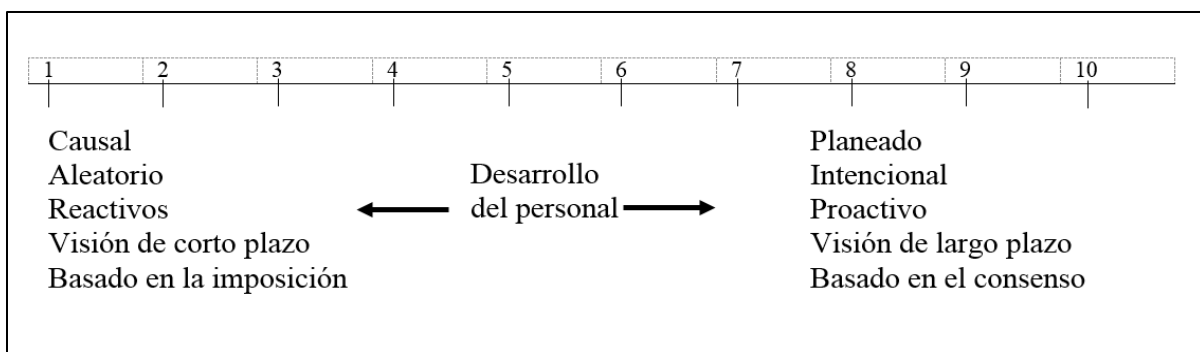 1 2 3 4 5 6 7 8 9 10
Causal
Aleatorio
Reactivos
Visión de corto plazo
Basado en la imposición
Desarrollo
del personal
Planeado
Intencional
Proactivo
Visión de largo plazo
Basado en el consenso